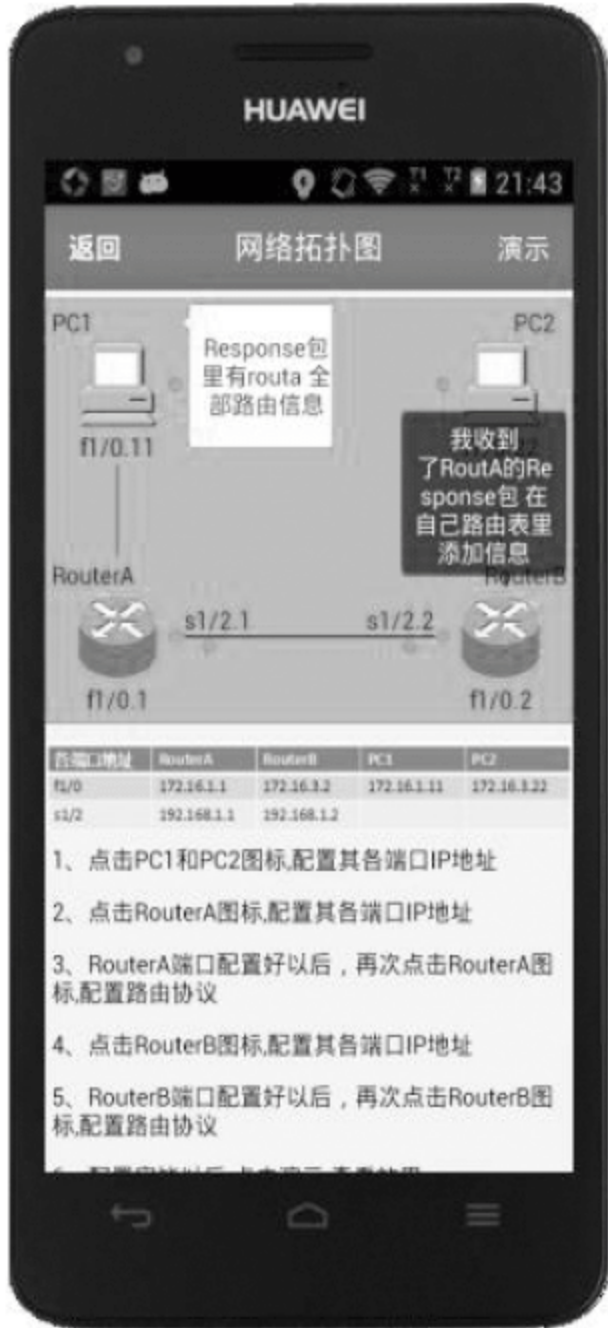 HUAWEI
21:43
返回 网络拓扑图 演示
PC1
Response包
里有routa 全
部路由信息
PC2
f1/0.11
我收到
了RoutA的Re
sponse包 在
自己路由表里
添加信息
RouterA
RouterB
s1/2.1 s1/2.2
f1/0.1 f1/0.2
各端口地址 RouterA RouterB PC1 PC2
f1/0 172.16.1.1 172.16.3.2 172.16.1.11 172.16.3.22
s1/2 192.168.1.1 192.168.1.2
1、点击PC1和PC2图标,配置其各端口IP地址
2、点击RouterA图标,配置其各端口IP地址
3、RouterA端口配置好以后，再次点击RouterA图
标,配置路由协议
4、点击RouterB图标,配置其各端口IP地址
5、RouterB端口配置好以后，再次点击RouterB图
标,配置路由协议